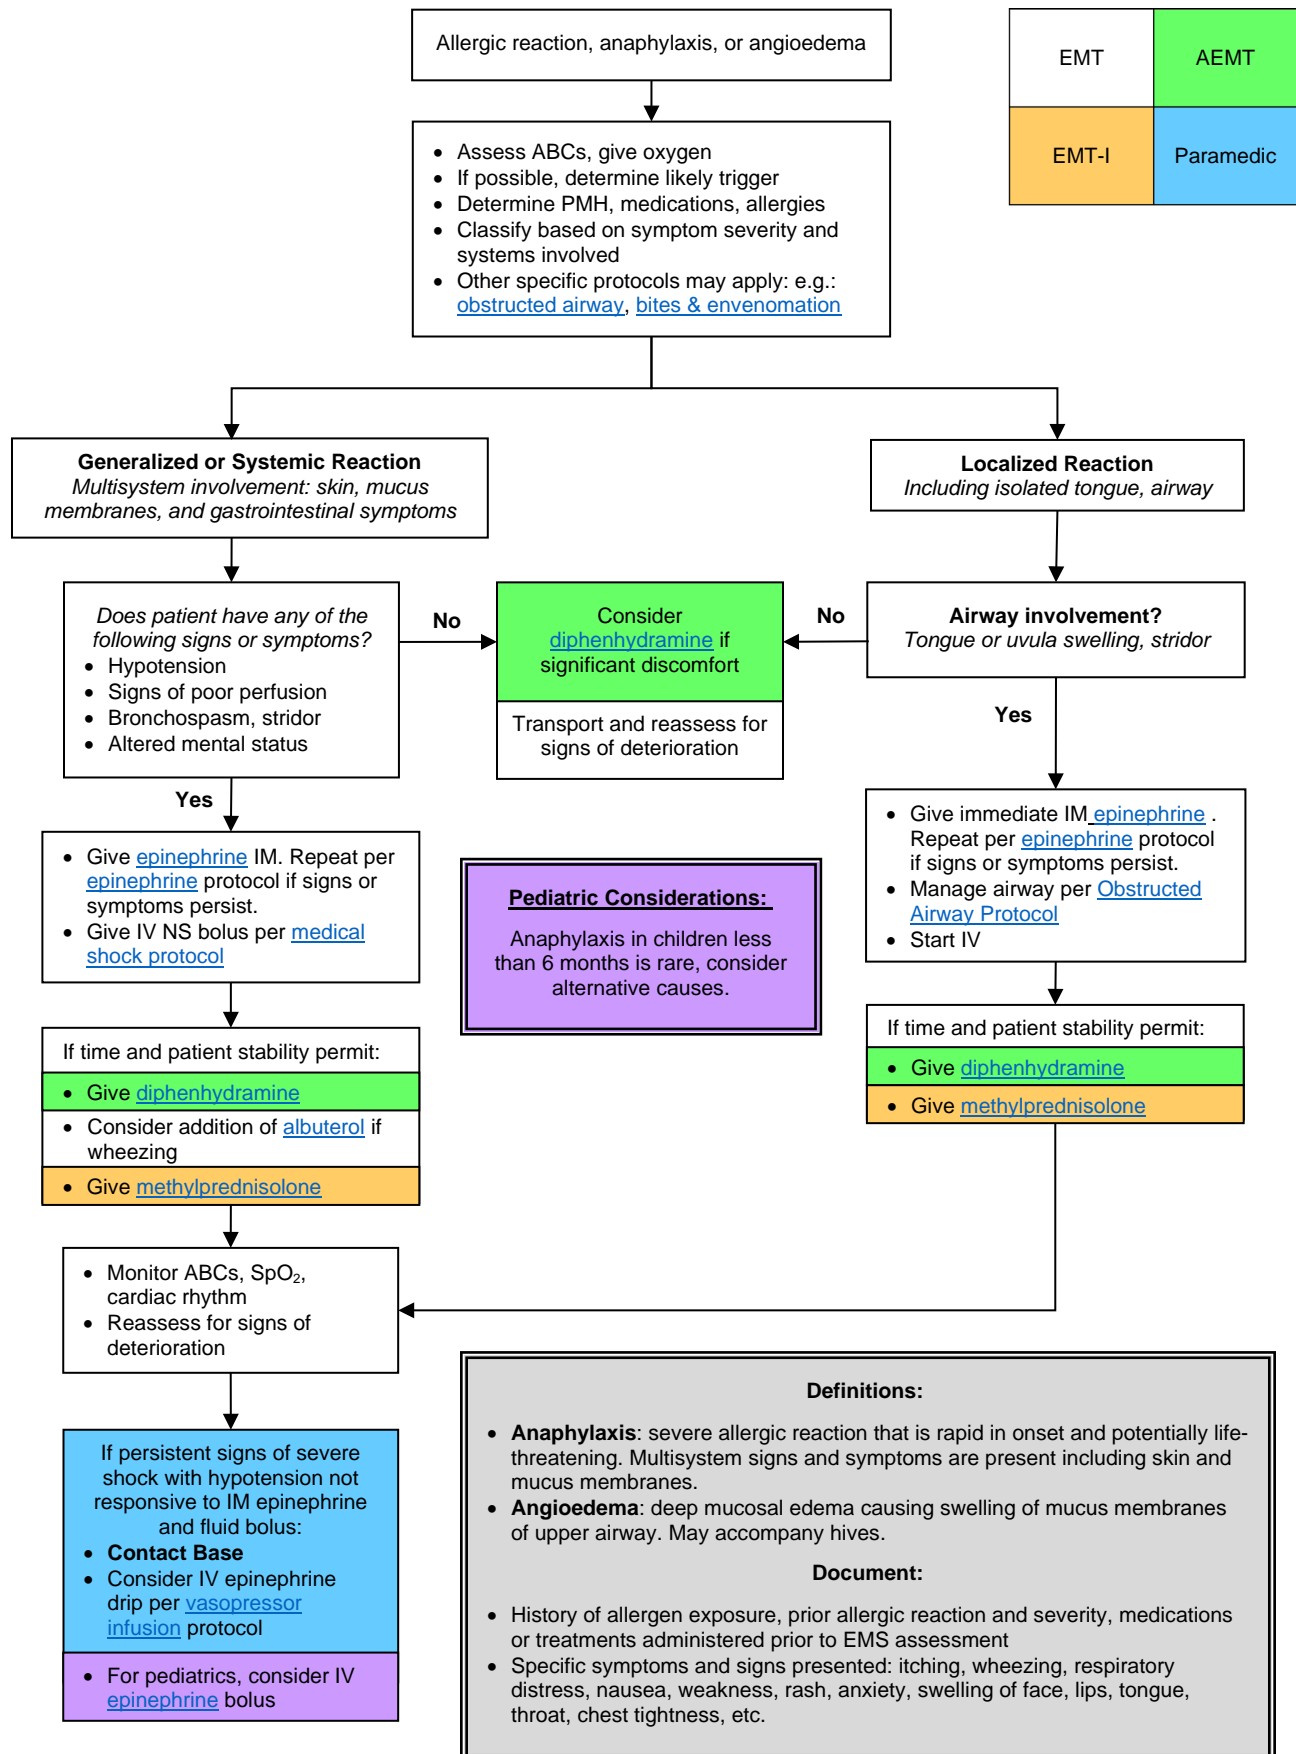 Allergic reaction, anaphylaxis, or angioedema
EMT
AEMT
EMT-I
Paramedic
• Assess ABCs, give oxygen
• If possible, determine likely trigger
• Determine PMH, medications, allergies
• Classify based on symptom severity and
systems involved
• Other specific protocols may apply: e.g.:
obstructed airway, bites & envenomation
Generalized or Systemic Reaction
Multisystem involvement: skin, mucus
membranes, and gastrointestinal symptoms
Localized Reaction
Including isolated tongue, airway
Does patient have any of the
following signs or symptoms?
• Hypotension
• Signs of poor perfusion
• Bronchospasm, stridor
• Altered mental status
No
Consider
diphenhydramine if
significant discomfort
Transport and reassess for
signs of deterioration
No
Airway involvement?
Tongue or uvula swelling, stridor
Yes
Yes
• Give epinephrine IM. Repeat per
epinephrine protocol if signs or
symptoms persist.
• Give IV NS bolus per medical
shock protocol
Pediatric Considerations:
Anaphylaxis in children less
than 6 months is rare, consider
alternative causes.
• Give immediate IM epinephrine .
Repeat per epinephrine protocol
if signs or symptoms persist.
• Manage airway per Obstructed
Airway Protocol
• Start IV
If time and patient stability permit:
• Give diphenhydramine
• Consider addition of albuterol if
wheezing
• Give methylprednisolone
If time and patient stability permit:
• Give diphenhydramine
• Give methylprednisolone
• Monitor ABCs, SpO₂,
cardiac rhythm
• Reassess for signs of
deterioration
If persistent signs of severe
shock with hypotension not
responsive to IM epinephrine
and fluid bolus:
• Contact Base
• Consider IV epinephrine
drip per vasopressor
infusion protocol
• For pediatrics, consider IV
epinephrine bolus
Definitions:
• Anaphylaxis: severe allergic reaction that is rapid in onset and potentially life-
threatening. Multisystem signs and symptoms are present including skin and
mucus membranes.
• Angioedema: deep mucosal edema causing swelling of mucus membranes
of upper airway. May accompany hives.
Document:
• History of allergen exposure, prior allergic reaction and severity, medications
or treatments administered prior to EMS assessment
• Specific symptoms and signs presented: itching, wheezing, respiratory
distress, nausea, weakness, rash, anxiety, swelling of face, lips, tongue,
throat, chest tightness, etc.